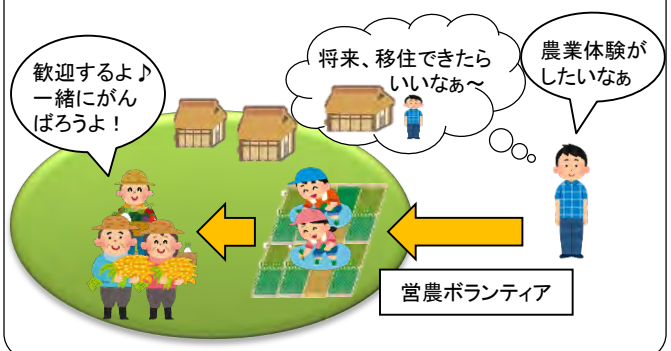 歓迎するよ♪
一緒にがん
ばろうよ！
将来、移住できたら
いいなぁ～
農業体験が
したいなぁ
営農ボランティア